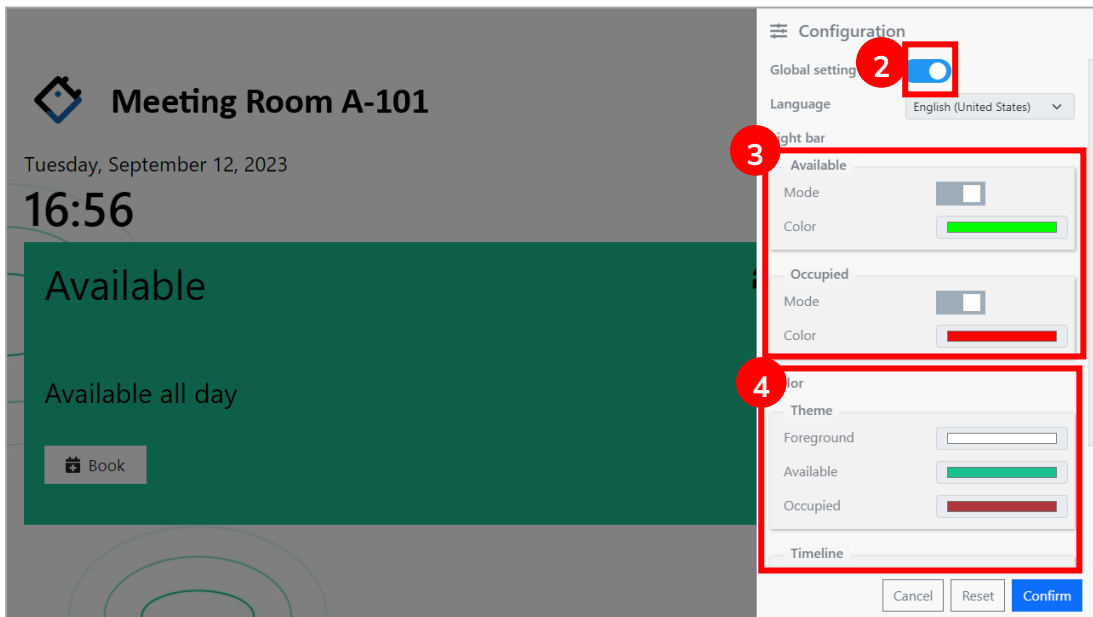 Meeting Room A-101
Tuesday, September 12, 2023
16:56
Available
Available all day
Book
Configuration
Global setting
2
Language
English (United States)
ight bar
3
Available
Mode
Color
Occupied
Mode
Color
4
lor
Theme
Foreground
Available
Occupied
Timeline
Cancel
Reset
Confirm